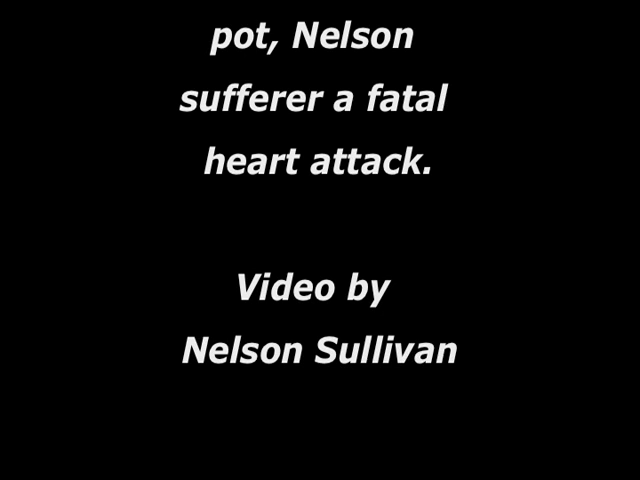 pot, Nelson
sufferer a fatal
heart attack.
Video by
Nelson Sullivan